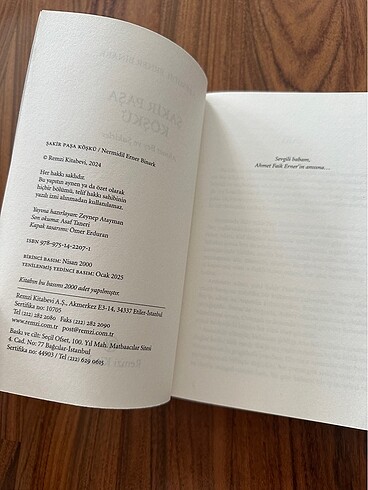 ŞAKİR PAŞA KÖŞKÜ / Nermidil Erner Binark
© Remzi Kitabevi, 2024
Her hakkı saklıdır.
Bu yapıtın aynen ya da özet olarak
hiçbir bölümü, telif hakkı sahibinin
yazılı izni alınmadan kullanılamaz.
Yayına hazırlayan: Zeynep Atayman
Son okuma: Asaf Taneri
Kapak tasarımı: Ömer Erduran
ISBN 978-975-14-2207-1
BİRİNCİ BASIM: Nisan 2000
YENİLENMİŞ YEDİNCİ BASIM: Ocak 2025
Kitabın bu basımı 2000 adet yapılmıştır.
Remzi Kitabevi A.Ş., Akmerkez E3-14, 34337 Etiler-İstanbul
Sertifika no: 10705
Tel (212) 282 2080 Faks (212) 282 2090
www.remzi.com.tr post@remzi.com.tr
Baskı ve cilt: Seçil Ofset, 100. Yıl Mah. Matbaacılar Sitesi
4. Cad. No: 77 Bağcılar-İstanbul
Sertifika no: 44903 / Tel (212) 629 0615
Sevgili babam,
Ahmet Faik Erner'in anısına...